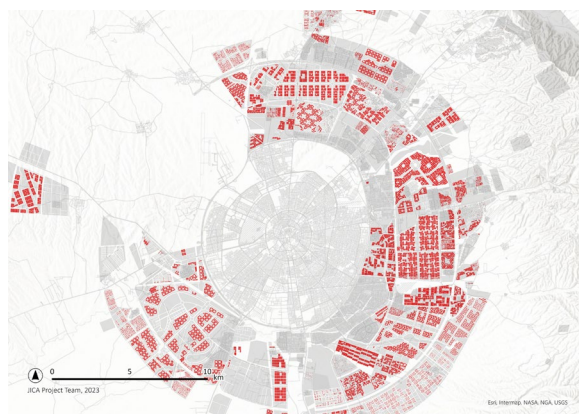 0 5 10
km
JICA Project Team, 2023
Esri, Intermap, NASA, NGA, USGS